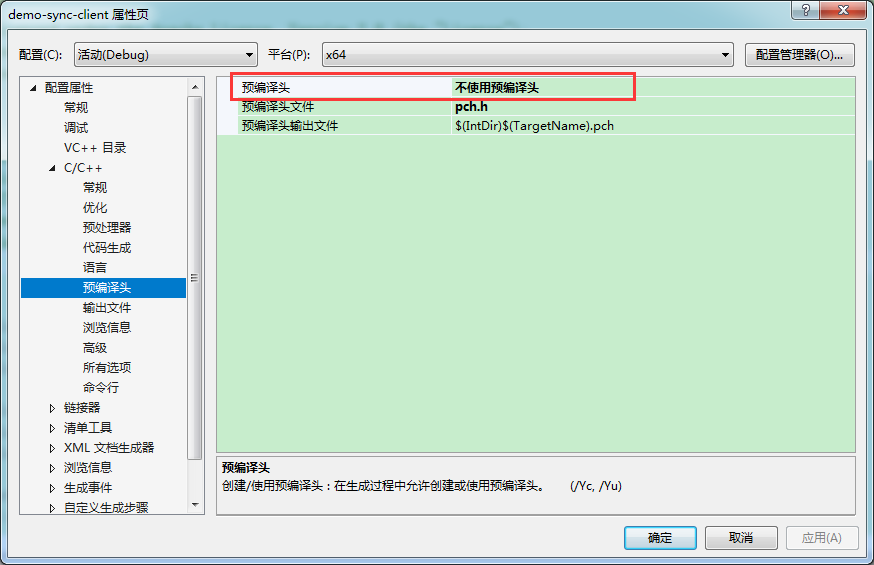 demo-sync-client 属性页
配置(C): 活动(Debug) 平台(P): x64 配置管理器(O)...
配置属性
常规
调试
VC++ 目录
C/C++
常规
优化
预处理器
代码生成
语言
预编译头
输出文件
浏览信息
高级
所有选项
命令行
链接器
清单工具
XML 文档生成器
浏览信息
生成事件
自定义生成步骤
预编译头 不使用预编译头
预编译头文件 pch.h
预编译头输出文件 $(IntDir)$(TargetName).pch
预编译头
创建/使用预编译头：在生成过程中允许创建或使用预编译头。 (/Yc, /Yu)
确定 取消 应用(A)